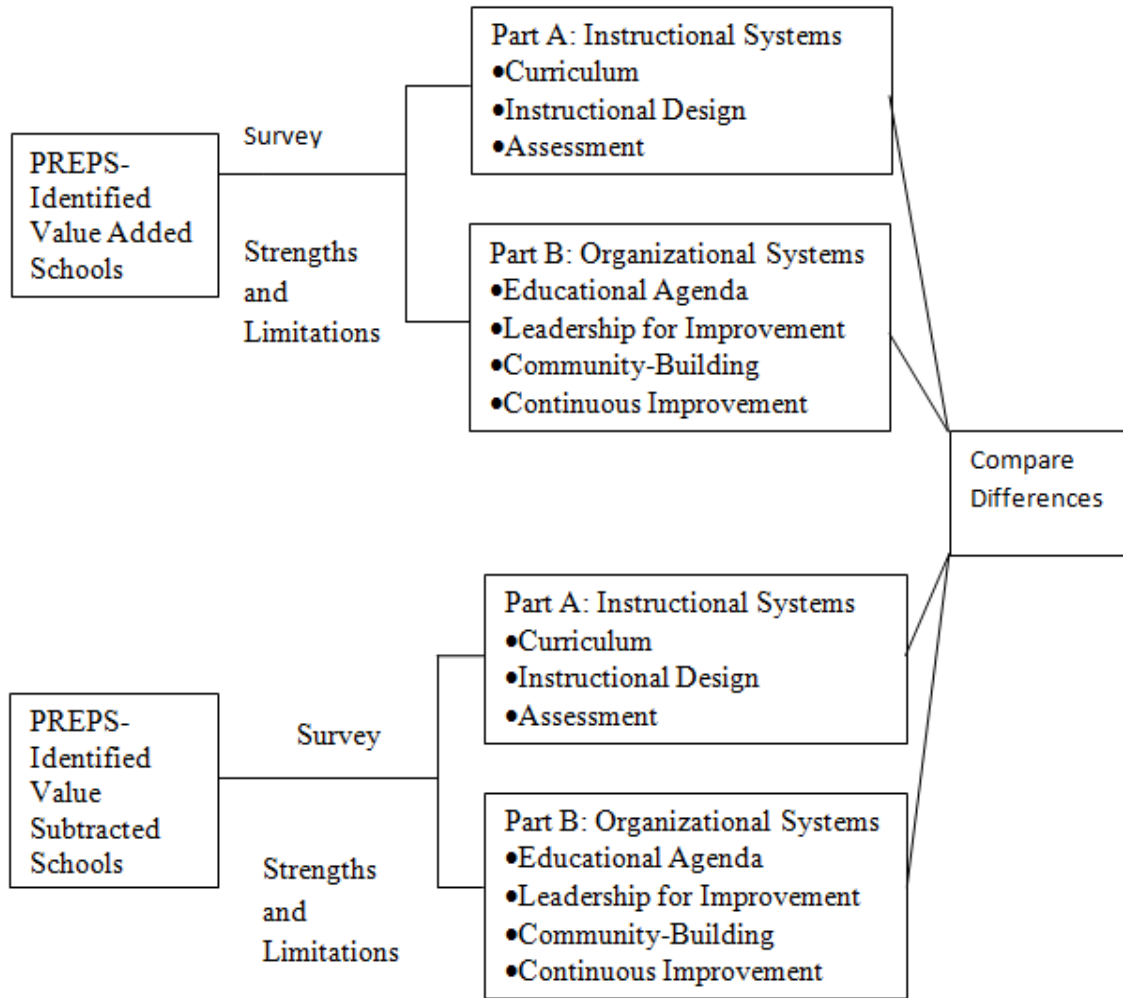 PREPS-
Identified
Value Added
Schools
Survey
Strengths
and
Limitations
Part A: Instructional Systems
•Curriculum
•Instructional Design
•Assessment
Part B: Organizational Systems
•Educational Agenda
•Leadership for Improvement
•Community-Building
•Continuous Improvement
Compare
Differences
PREPS-
Identified
Value
Subtracted
Schools
Survey
Strengths
and
Limitations
Part A: Instructional Systems
•Curriculum
•Instructional Design
•Assessment
Part B: Organizational Systems
•Educational Agenda
•Leadership for Improvement
•Community-Building
•Continuous Improvement